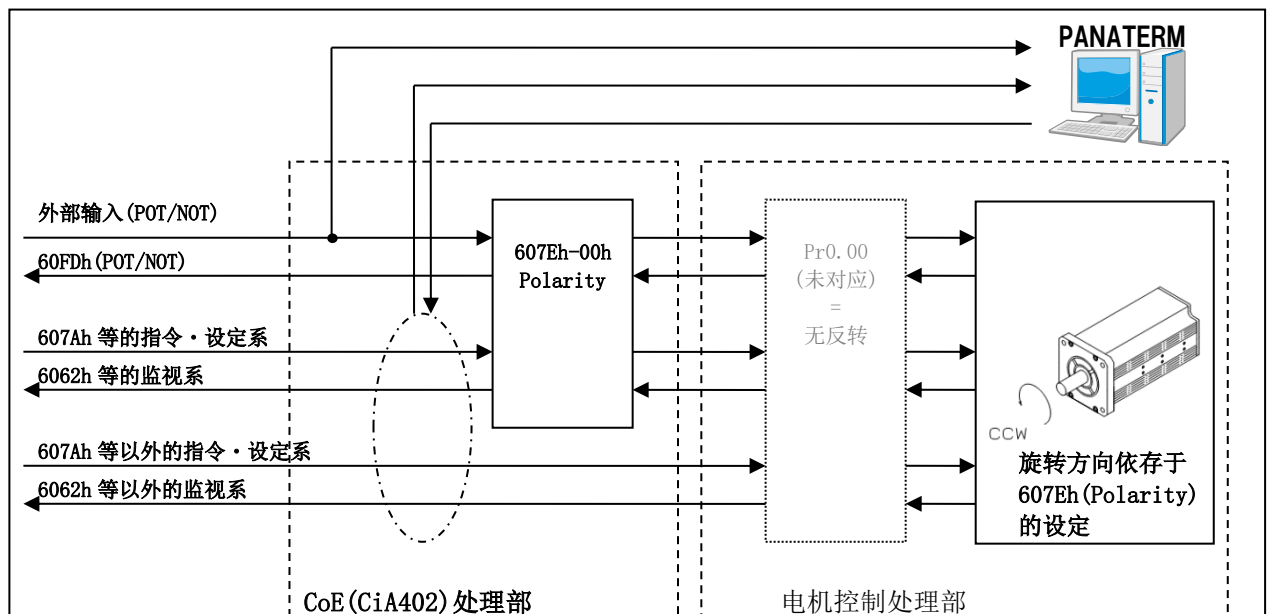 PANATERM
外部输入(POT/NOT)
60FDh(POT/NOT)
607Ah 等的指令・设定系
6062h 等的监视系
607Ah 等以外的指令・设定系
6062h 等以外的监视系
607Eh-00h
Polarity
Pr0.00
(未对应)
=
无反转
CCW
旋转方向依存于
607Eh(Polarity)
的设定
CoE(CiA402)处理部
电机控制处理部